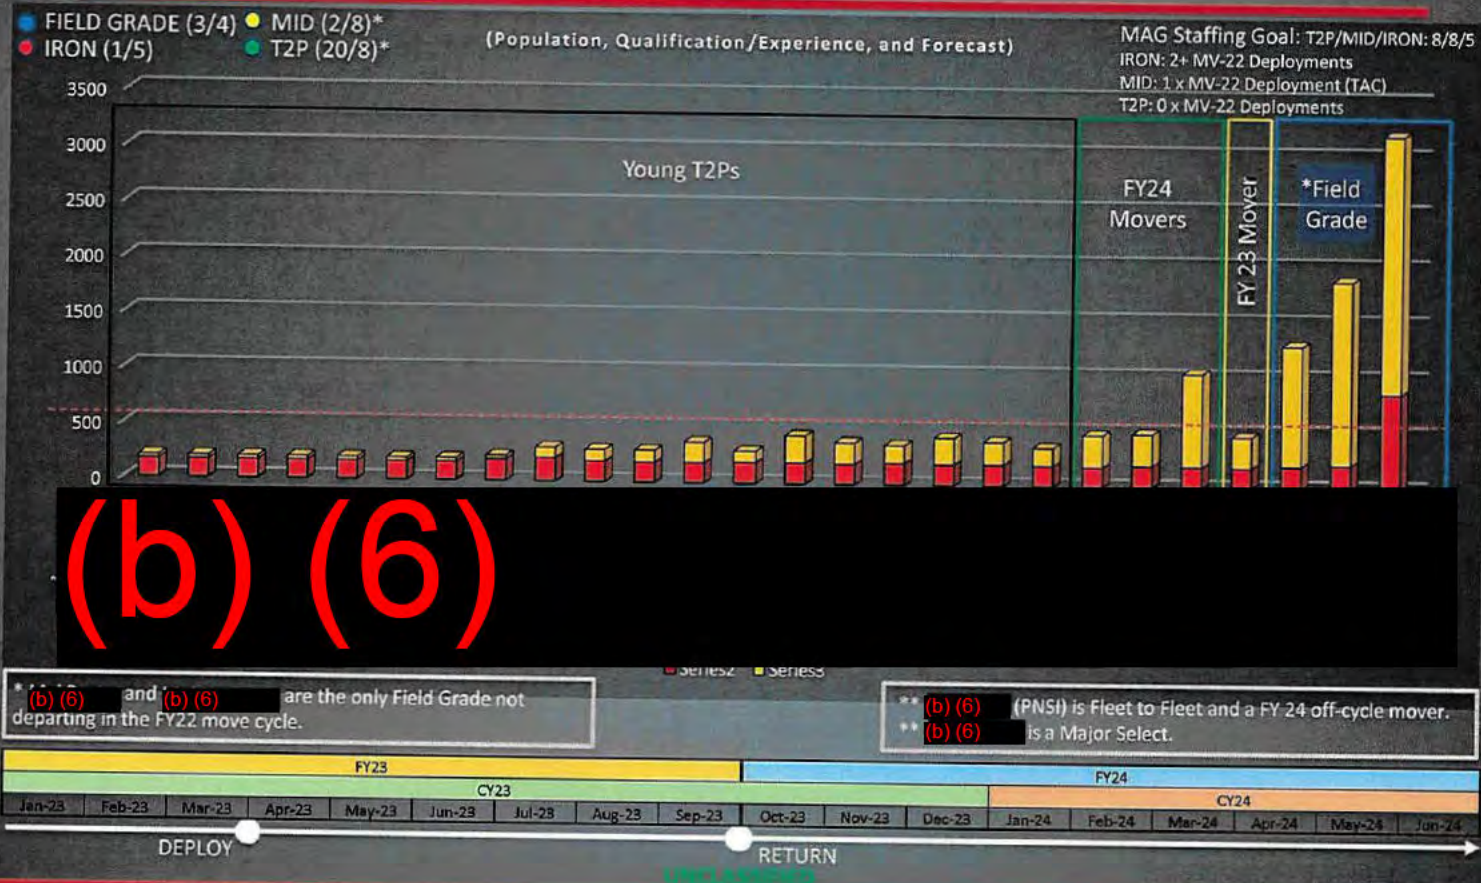 FIELD GRADE (3/4) MID (2/8)*
IRON (1/5) T2P (20/8)*
(Population, Qualification/Experience, and Forecast)
MAG Staffing Goal: T2P/MID/IRON: 8/8/5
IRON: 2+ MV-22 Deployments
MID: 1 x MV-22 Deployment (TAC)
T2P: 0 x MV-22 Deployments
3500
3000
2500
2000
1500
1000
500
0
Young T2Ps
FY24
Movers
FY 23 Mover
*Field
Grade
(b) (6)
Series2 Series3
* (b) (6) and (b) (6) are the only Field Grade not
departing in the FY22 move cycle.
** (b) (6) (PNSI) is Fleet to Fleet and a FY 24 off-cycle mover.
** (b) (6) is a Major Select.
FY23 FY24
CY23 CY24
Jan-23 Feb-23 Mar-23 Apr-23 May-23 Jun-23 Jul-23 Aug-23 Sep-23 Oct-23 Nov-23 Dec-23 Jan-24 Feb-24 Mar-24 Apr-24 May-24 Jun-24
DEPLOY RETURN
UNCLASSIFIED